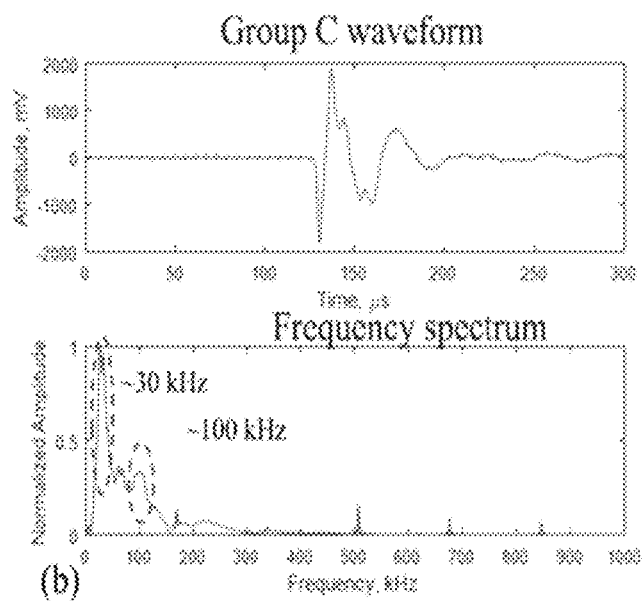 Group C waveform
Amplitude, mV
2000
1000
0
-1000
-2000
0 50 100 150 200 250 300
Time, μs
Frequency spectrum
Normalized Amplitude
1
0.5
0
~30 kHz
~100 kHz
0 100 200 300 400 500 600 700 800 900 1000
Frequency, kHz
(b)